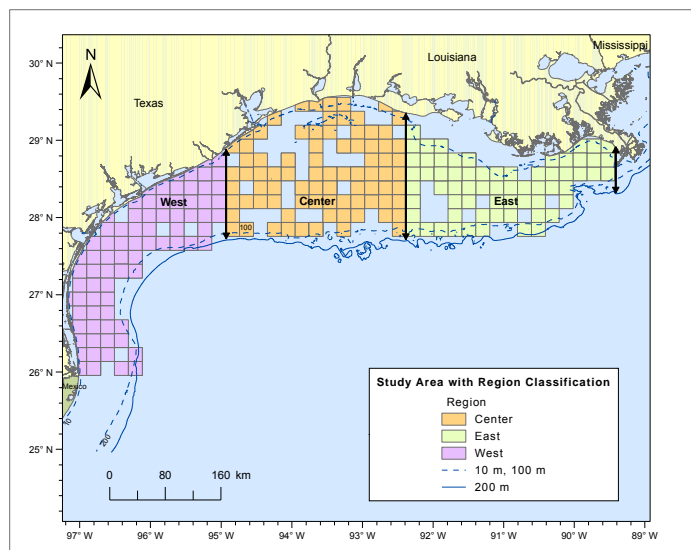 Mississippi
Louisiana
Texas
N
30° N
29° N
28° N
27° N
26° N
25° N
West
Center
East
100
Mexico
10
200
Study Area with Region Classification
Region
Center
East
West
10 m, 100 m
200 m
0 80 160 km
97° W 96° W 95° W 94° W 93° W 92° W 91° W 90° W 89° W